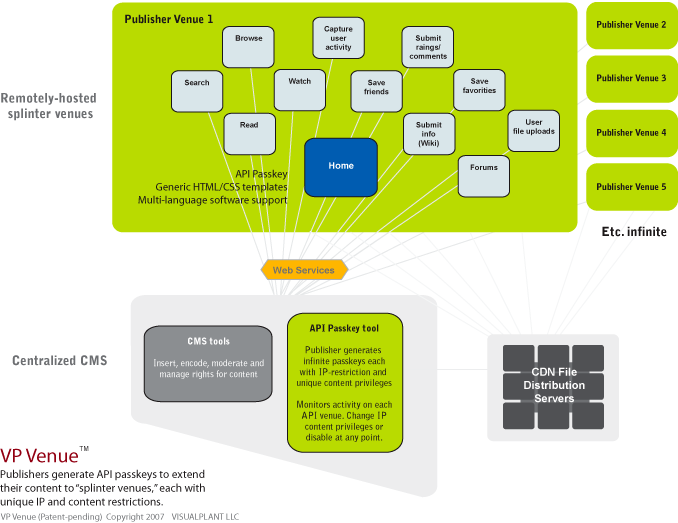 Publisher Venue 1
Publisher Venue 2
Publisher Venue 3
Publisher Venue 4
Publisher Venue 5
Etc. infinite
Remotely-hosted
splinter venues
Browse
Capture
user
activity
Submit
raings/
comments
Search
Watch
Save
friends
Save
favorities
Read
Submit
info
(Wiki)
User
file uploads
Home
Forums
API Passkey
Generic HTML/CSS templates
Multi-language software support
Web Services
Centralized CMS
CMS tools
Insert, encode, moderate and
manage rights for content
API Passkey tool
Publisher generates
infinite passkeys each
with IP-restriction and
unique content privileges
Monitors activity on each
API venue. Change IP
content privileges or
disable at any point.
CDN File
Distribution
Servers
VP Venue™
Publishers generate API passkeys to extend
their content to “splinter venues,” each with
unique IP and content restrictions.
VP Venue (Patent-pending) Copyright 2007 VISUALPLANT LLC